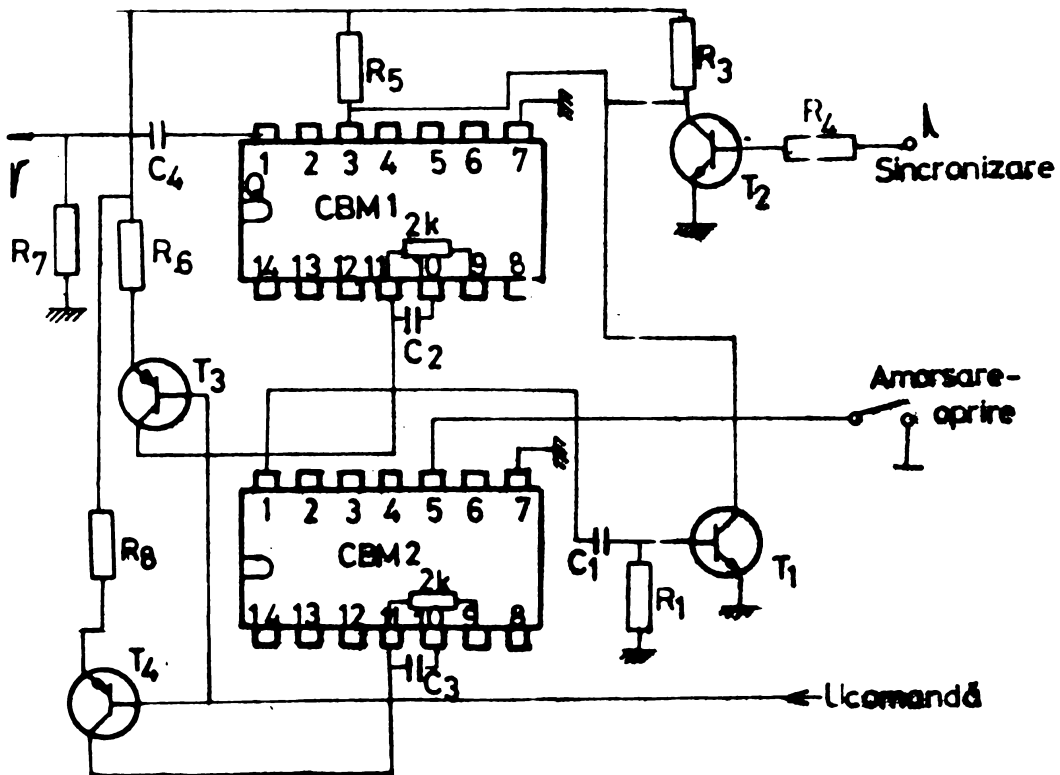 R5
R3
R4
λ
Sincronizare
T2
r
C4
1 2 3 4 5 6 7
Q
CBM1
2k
14 13 12 11 10 9 8
R7
R6
C2
T3
Amorsare-
oprire
1 2 3 4 5 6 7
CBM2
2k
14 13 12 11 10 9 8
C1
T1
R1
R8
C3
T4
Ucomandă